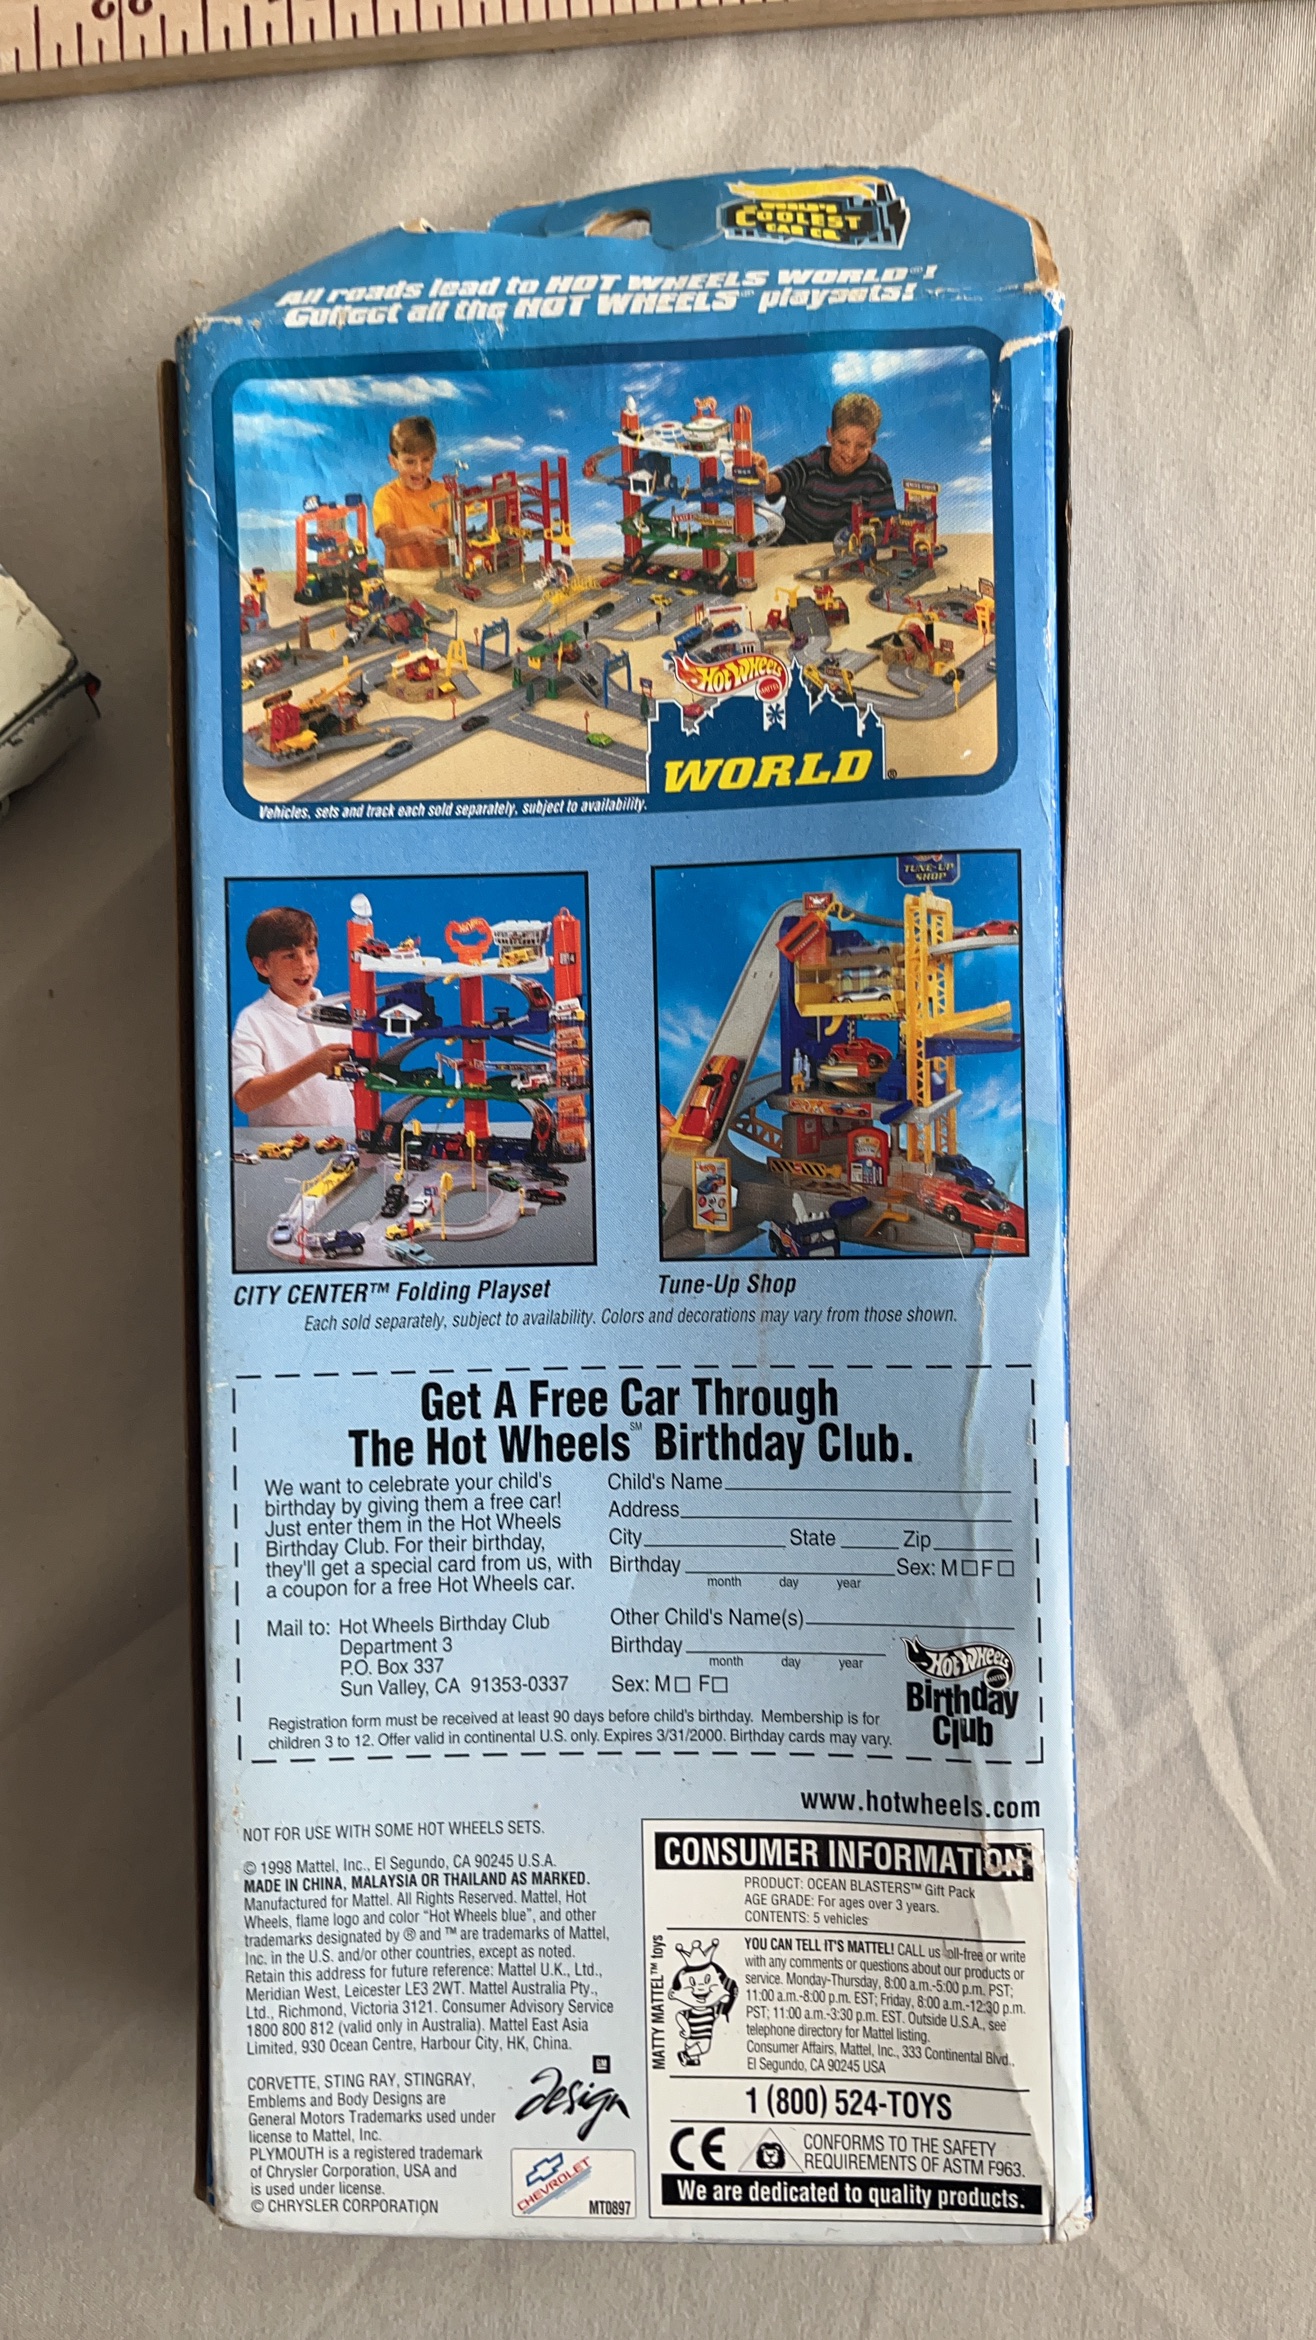 WORLD'S
COOLEST
CAR CO.
All roads lead to HOT WHEELS WORLD™!
Collect all the HOT WHEELS™ playsets!
HOT WHEELS
MATTEL
WORLD®
Vehicles, sets and track each sold separately, subject to availability.
TUNE-UP
SHOP
CITY CENTER™ Folding Playset
Tune-Up Shop
Each sold separately, subject to availability. Colors and decorations may vary from those shown.
Get A Free Car Through
The Hot Wheels℠ Birthday Club.
We want to celebrate your child's
birthday by giving them a free car!
Just enter them in the Hot Wheels
Birthday Club. For their birthday,
they'll get a special card from us, with
a coupon for a free Hot Wheels car.
Mail to: Hot Wheels Birthday Club
Department 3
P.O. Box 337
Sun Valley, CA 91353-0337
Child's Name
Address
City State Zip
Birthday Sex: M☐ F☐
month day year
Other Child's Name(s)
Birthday
month day year
Sex: M☐ F☐
HOT WHEELS
MATTEL
Birthday
Club
Registration form must be received at least 90 days before child's birthday. Membership is for
children 3 to 12. Offer valid in continental U.S. only. Expires 3/31/2000. Birthday cards may vary.
www.hotwheels.com
NOT FOR USE WITH SOME HOT WHEELS SETS.
© 1998 Mattel, Inc., El Segundo, CA 90245 U.S.A.
MADE IN CHINA, MALAYSIA OR THAILAND AS MARKED.
Manufactured for Mattel. All Rights Reserved. Mattel, Hot
Wheels, flame logo and color "Hot Wheels blue", and other
trademarks designated by ® and ™ are trademarks of Mattel,
Inc. in the U.S. and/or other countries, except as noted.
Retain this address for future reference: Mattel U.K., Ltd.,
Meridian West, Leicester LE3 2WT. Mattel Australia Pty.,
Ltd., Richmond, Victoria 3121. Consumer Advisory Service
1800 800 812 (valid only in Australia). Mattel East Asia
Limited, 930 Ocean Centre, Harbour City, HK, China.
CORVETTE, STING RAY, STINGRAY,
Emblems and Body Designs are
General Motors Trademarks used under
license to Mattel, Inc.
PLYMOUTH is a registered trademark
of Chrysler Corporation, USA and
is used under license.
© CHRYSLER CORPORATION
GM
design
CHEVROLET
MT0897
CONSUMER INFORMATION
PRODUCT: OCEAN BLASTERS™ Gift Pack
AGE GRADE: For ages over 3 years.
CONTENTS: 5 vehicles
MATTY MATTEL™ toys
YOU CAN TELL IT'S MATTEL! CALL us toll-free or write
with any comments or questions about our products or
service. Monday-Thursday, 8:00 a.m.-5:00 p.m. PST;
11:00 a.m.-8:00 p.m. EST; Friday, 8:00 a.m.-12:30 p.m.
PST; 11:00 a.m.-3:30 p.m. EST. Outside U.S.A., see
telephone directory for Mattel listing.
Consumer Affairs, Mattel, Inc., 333 Continental Blvd.,
El Segundo, CA 90245 USA
1 (800) 524-TOYS
CE
CONFORMS TO THE SAFETY
REQUIREMENTS OF ASTM F963.
We are dedicated to quality products.